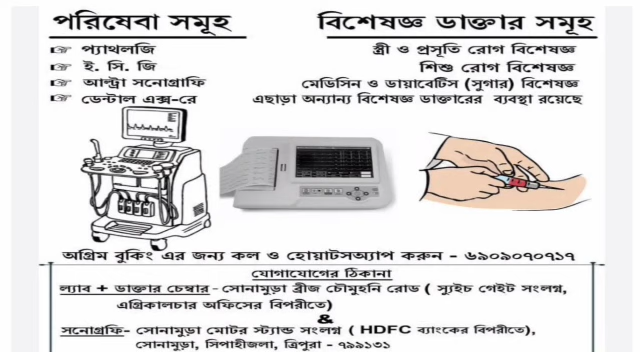 পরিষেবা সমূহ
☞ প্যাথলজি
☞ ই. সি. জি
☞ আল্ট্রা সনোগ্রাফি
☞ ডেন্টাল এক্স-রে
বিশেষজ্ঞ ডাক্তার সমূহ
স্ত্রী ও প্রসূতি রোগ বিশেষজ্ঞ
শিশু রোগ বিশেষজ্ঞ
মেডিসিন ও ডায়াবেটিস (সুগার) বিশেষজ্ঞ
এছাড়া অন্যান্য বিশেষজ্ঞ ডাক্তারের ব্যবস্থা রয়েছে
অগ্রিম বুকিং এর জন্য কল ও হোয়াটসঅ্যাপ করুন - ৬৯০৯০৭০৭১৭
যোগাযোগের ঠিকানা
ল্যাব + ডাক্তার চেম্বার - সোনামুড়া ব্রীজ চৌমুহনি রোড ( স্যুইচ গেইট সংলগ্ন,
এগ্রিকালচার অফিসের বিপরীতে)
&
সনোগ্রফি- সোনামুড়া মোটর স্ট্যান্ড সংলগ্ন ( HDFC ব্যাংকের বিপরীতে),
সোনামুড়া, সিপাহীজলা, ত্রিপুরা - ৭৯৯১৩১